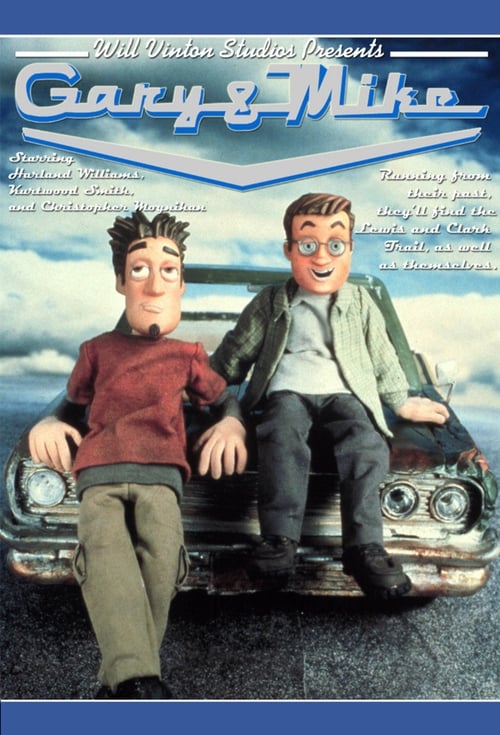 Will Vinton Studios Presents
Gary & Mike
Starring
Harland Williams,
Kurtwood Smith,
and Christopher Moynihan
Running from
their past,
they'll find the
Lewis and Clark
Trail, as well
as themselves.